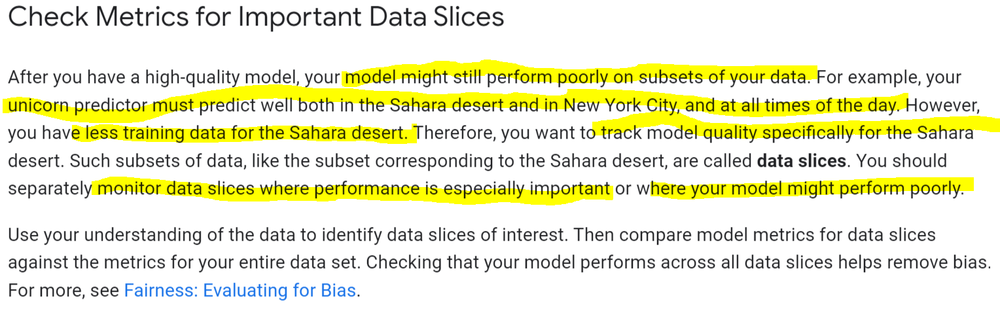 Check Metrics for Important Data Slices
After you have a high-quality model, your model might still perform poorly on subsets of your data. For example, your
unicorn predictor must predict well both in the Sahara desert and in New York City, and at all times of the day. However,
you have less training data for the Sahara desert. Therefore, you want to track model quality specifically for the Sahara
desert. Such subsets of data, like the subset corresponding to the Sahara desert, are called data slices. You should
separately monitor data slices where performance is especially important or where your model might perform poorly.
Use your understanding of the data to identify data slices of interest. Then compare model metrics for data slices
against the metrics for your entire data set. Checking that your model performs across all data slices helps remove bias.
For more, see Fairness: Evaluating for Bias.